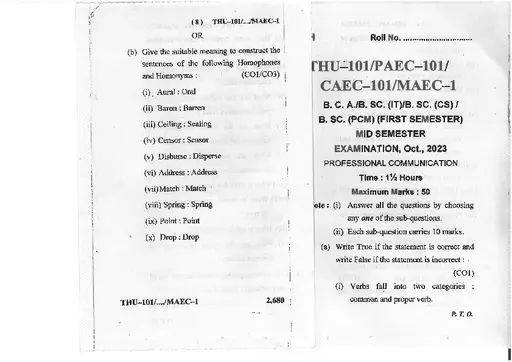 ( 8 ) THU–101/.../MAEC–1
OR
(b) Give the suitable meaning to construct the
sentences of the following Homophones
and Homonyms : (CO1/CO3)
(i) Aural : Oral
(ii) Baron : Barren
(iii) Ceiling : Sealing
(iv) Censor : Sensor
(v) Disburse : Disperse
(vi) Address : Address
(vii) Match : Match
(viii) Spring : Spring
(ix) Point : Point
(x) Drop : Drop
THU–101/.../MAEC–1 2,680
H Roll No. ..............................
THU–101/PAEC–101/
CAEC–101/MAEC–1
B. C. A./B. SC. (IT)/B. SC. (CS) /
B. SC. (PCM) (FIRST SEMESTER)
MID SEMESTER
EXAMINATION, Oct., 2023
PROFESSIONAL COMMUNICATION
Time : 1½ Hours
Maximum Marks : 50
ote : (i) Answer all the questions by choosing
any one of the sub-questions.
(ii) Each sub-question carries 10 marks.
(a) Write True if the statement is correct and
write False if the statement is incorrect :
(CO1)
(i) Verbs fall into two categories :
common and proper verb.
P. T. O.